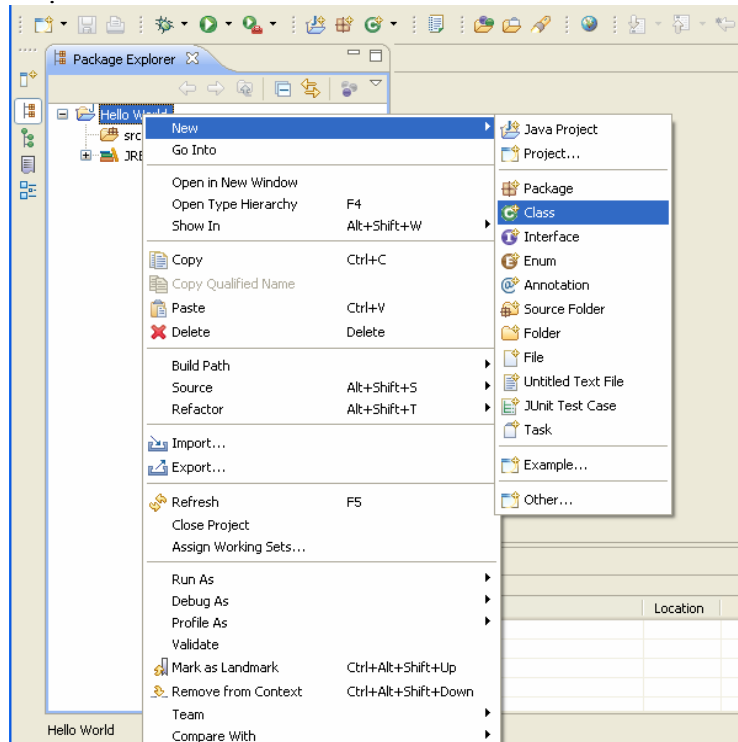 Package Explorer
Hello World
src
JRE
New
Go Into
Open in New Window
Open Type Hierarchy F4
Show In Alt+Shift+W
Copy Ctrl+C
Copy Qualified Name
Paste Ctrl+V
Delete Delete
Build Path
Source Alt+Shift+S
Refactor Alt+Shift+T
Import...
Export...
Refresh F5
Close Project
Assign Working Sets...
Run As
Debug As
Profile As
Validate
Mark as Landmark Ctrl+Alt+Shift+Up
Remove from Context Ctrl+Alt+Shift+Down
Team
Compare With
Java Project
Project...
Package
Class
Interface
Enum
Annotation
Source Folder
Folder
File
Untitled Text File
JUnit Test Case
Task
Example...
Other...
Location
Hello World